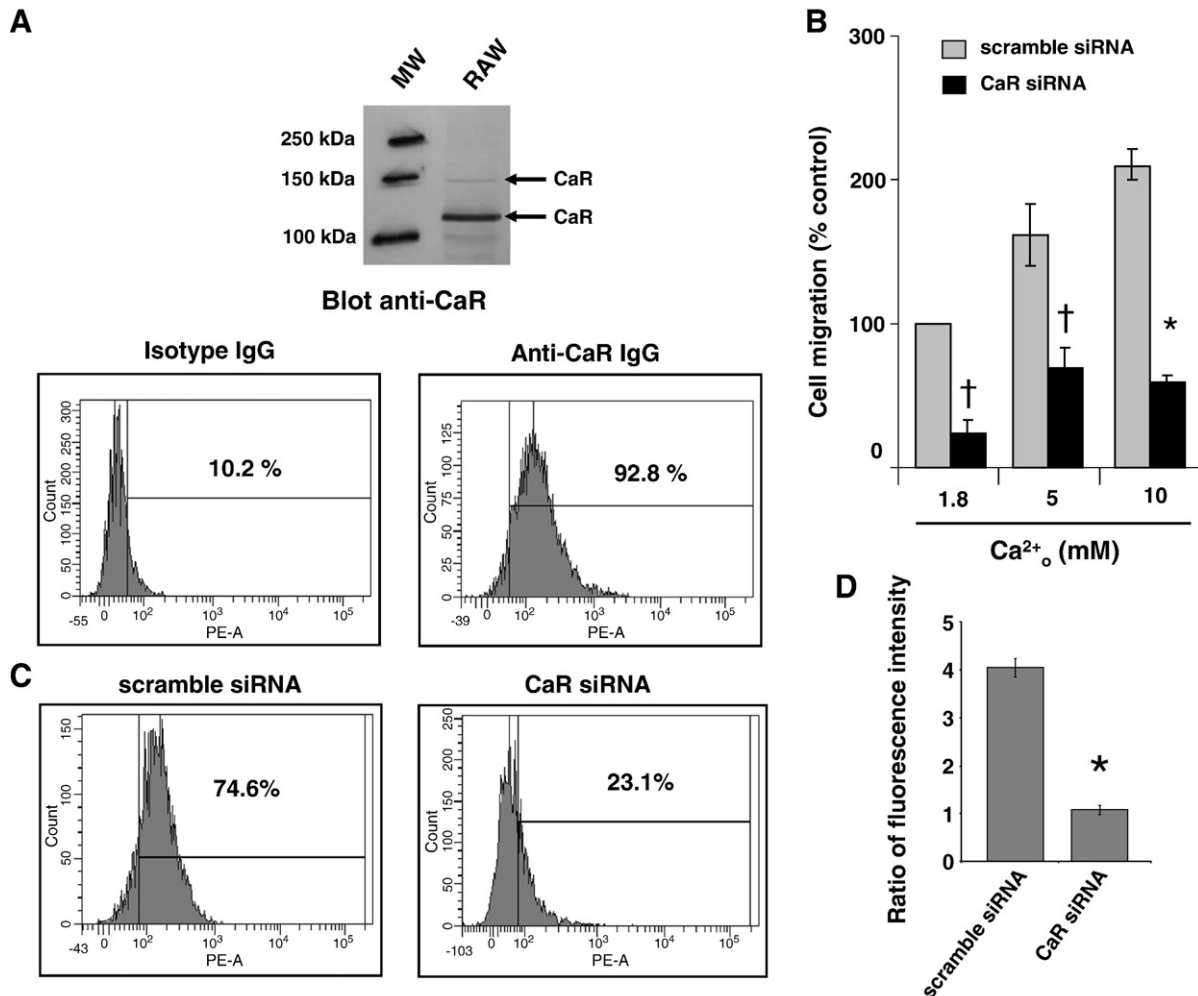 A
MW
RAW
250 kDa
150 kDa
100 kDa
CaR
CaR
Blot anti-CaR
Isotype IgG
10.2 %
Count
0
50
100
150
200
250
300
-55
0
10²
10³
10⁴
10⁵
PE-A
Anti-CaR IgG
92.8 %
Count
0
25
50
75
100
125
-39
0
10²
10³
10⁴
10⁵
PE-A
B
scramble siRNA
CaR siRNA
Cell migration (% control)
300
200
100
0
†
†
*
1.8
5
10
Ca²⁺ₒ (mM)
C
scramble siRNA
74.6%
Count
0
50
100
150
-43
0
10²
10³
10⁴
10⁵
PE-A
CaR siRNA
23.1%
Count
0
50
100
150
200
250
-103
0
10²
10³
10⁴
10⁵
PE-A
D
Ratio of fluorescence intensity
5
4
3
2
1
0
*
scramble siRNA
CaR siRNA